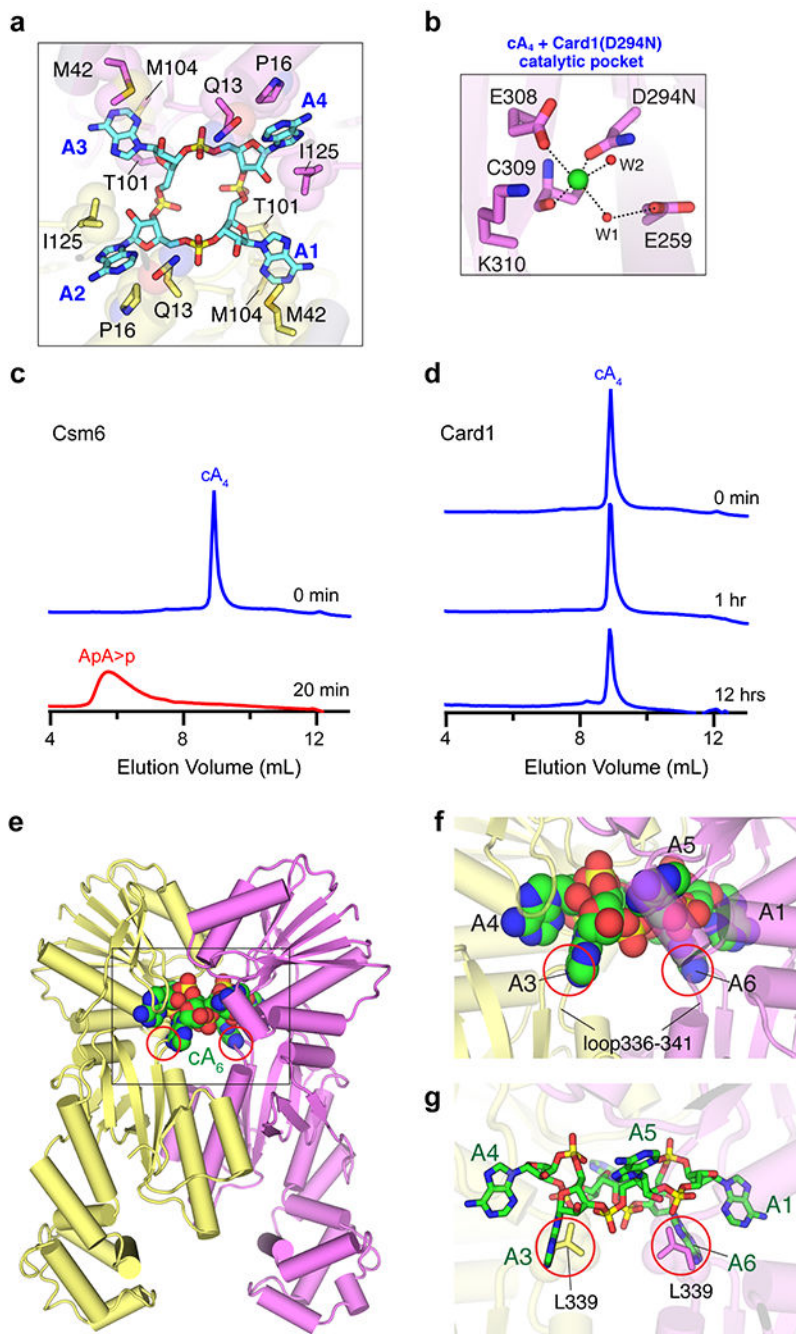 a
M42
M104
Q13
P16
A4
A3
T101
I125
I125
T101
A1
A2
P16
Q13
M104
M42
b
cA₄ + Card1(D294N)
catalytic pocket
E308
D294N
C309
W2
K310
W1
E259
c
Csm6
cA₄
0 min
ApA>p
20 min
4 8 12
Elution Volume (mL)
d
Card1
cA₄
0 min
1 hr
12 hrs
4 8 12
Elution Volume (mL)
e
cA₆
f
A5
A4
A1
A3
A6
loop336-341
g
A4
A5
A1
A3
A6
L339
L339